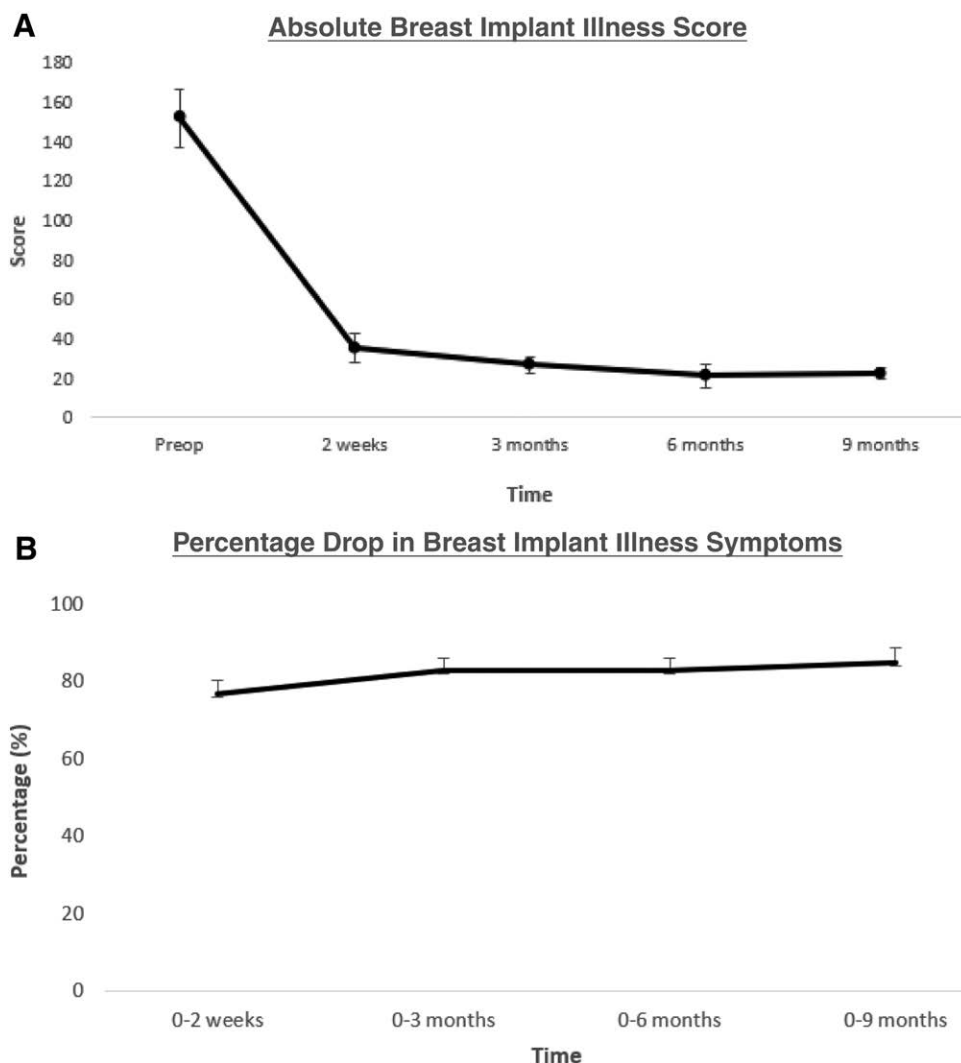 A
Absolute Breast Implant Illness Score
180
160
140
120
100
80
60
40
20
0
Score
Preop 2 weeks 3 months 6 months 9 months
Time
B
Percentage Drop in Breast Implant Illness Symptoms
100
80
60
40
20
0
Percentage (%)
0-2 weeks 0-3 months 0-6 months 0-9 months
Time